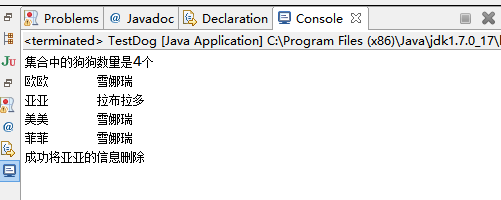 Problems @ Javadoc Declaration Console
<terminated> TestDog [Java Application] C:\Program Files (x86)\Java\jdk1.7.0_17\
集合中的狗狗数量是4个
欧欧 雪娜瑞
亚亚 拉布拉多
美美 雪娜瑞
菲菲 雪娜瑞
成功将亚亚的信息删除